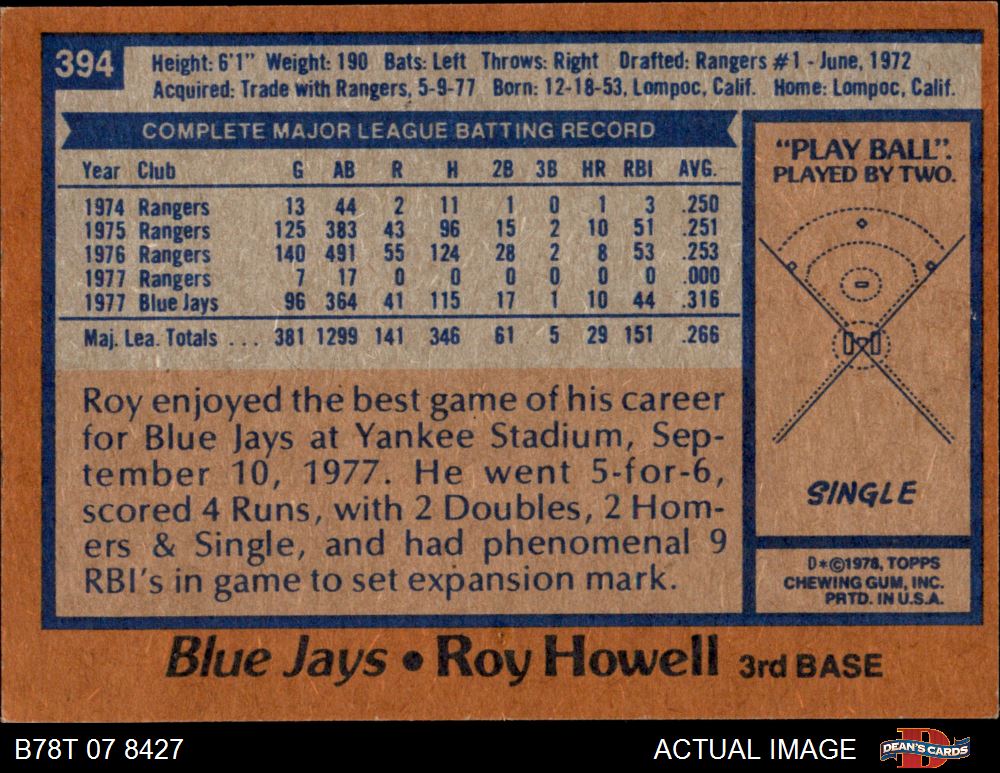 394
Height: 6'1" Weight: 190 Bats: Left Throws: Right Drafted: Rangers #1 - June, 1972
Acquired: Trade with Rangers, 5-9-77 Born: 12-18-53, Lompoc, Calif. Home: Lompoc, Calif.
COMPLETE MAJOR LEAGUE BATTING RECORD
Year Club G AB R H 2B 3B HR RBI AVG.
1974 Rangers 13 44 2 11 1 0 1 3 .250
1975 Rangers 125 383 43 96 15 2 10 51 .251
1976 Rangers 140 491 55 124 28 2 8 53 .253
1977 Rangers 7 17 0 0 0 0 0 0 .000
1977 Blue Jays 96 364 41 115 17 1 10 44 .316
Maj. Lea. Totals ... 381 1299 141 346 61 5 29 151 .266
Roy enjoyed the best game of his career
for Blue Jays at Yankee Stadium, Sep-
tember 10, 1977. He went 5-for-6,
scored 4 Runs, with 2 Doubles, 2 Hom-
ers & Single, and had phenomenal 9
RBI's in game to set expansion mark.
"PLAY BALL".
PLAYED BY TWO.
SINGLE
D*©1978, TOPPS
CHEWING GUM, INC.
PRTD. IN U.S.A.
Blue Jays • Roy Howell 3rd BASE
B78T 07 8427
ACTUAL IMAGE
DEAN'S CARDS